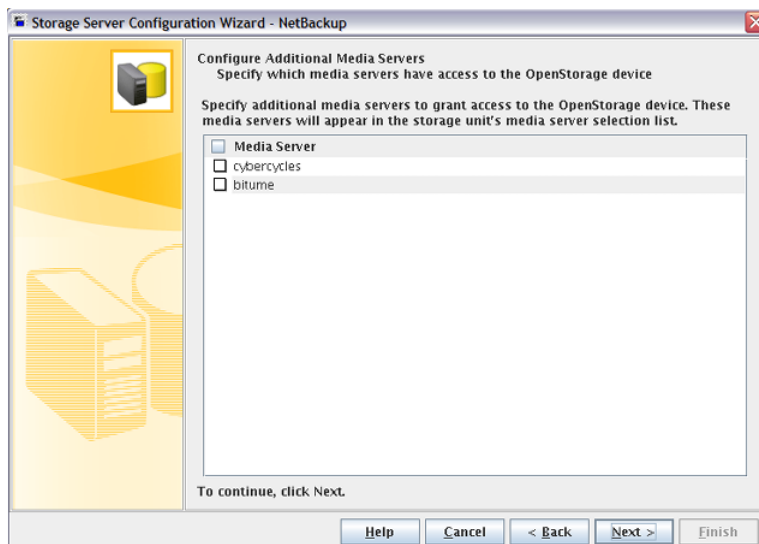 Storage Server Configuration Wizard - NetBackup
Configure Additional Media Servers
Specify which media servers have access to the OpenStorage device
Specify additional media servers to grant access to the OpenStorage device. These
media servers will appear in the storage unit's media server selection list.
Media Server
cybercycles
bitume
To continue, click Next.
Help Cancel < Back Next > Finish